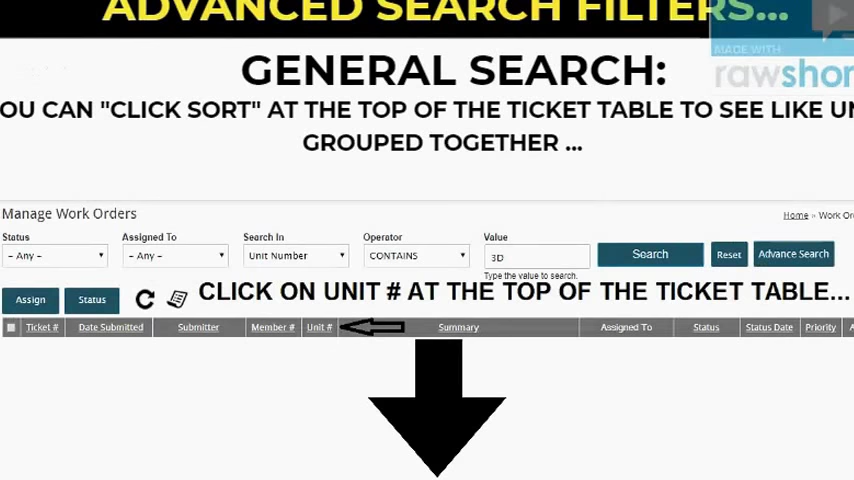 ADVANCED SEARCH FILTERS...
MADE WITH
rawshor
GENERAL SEARCH:
OU CAN "CLICK SORT" AT THE TOP OF THE TICKET TABLE TO SEE LIKE UN
GROUPED TOGETHER ...
Manage Work Orders
Home » Work Or
Status Assigned To Search In Operator Value
- Any - - Any - Unit Number CONTAINS 3D Search Reset Advance Search
Type the value to search.
Assign Status CLICK ON UNIT # AT THE TOP OF THE TICKET TABLE...
Ticket # Date Submitted Submitter Member # Unit # Summary Assigned To Status Status Date Priority A